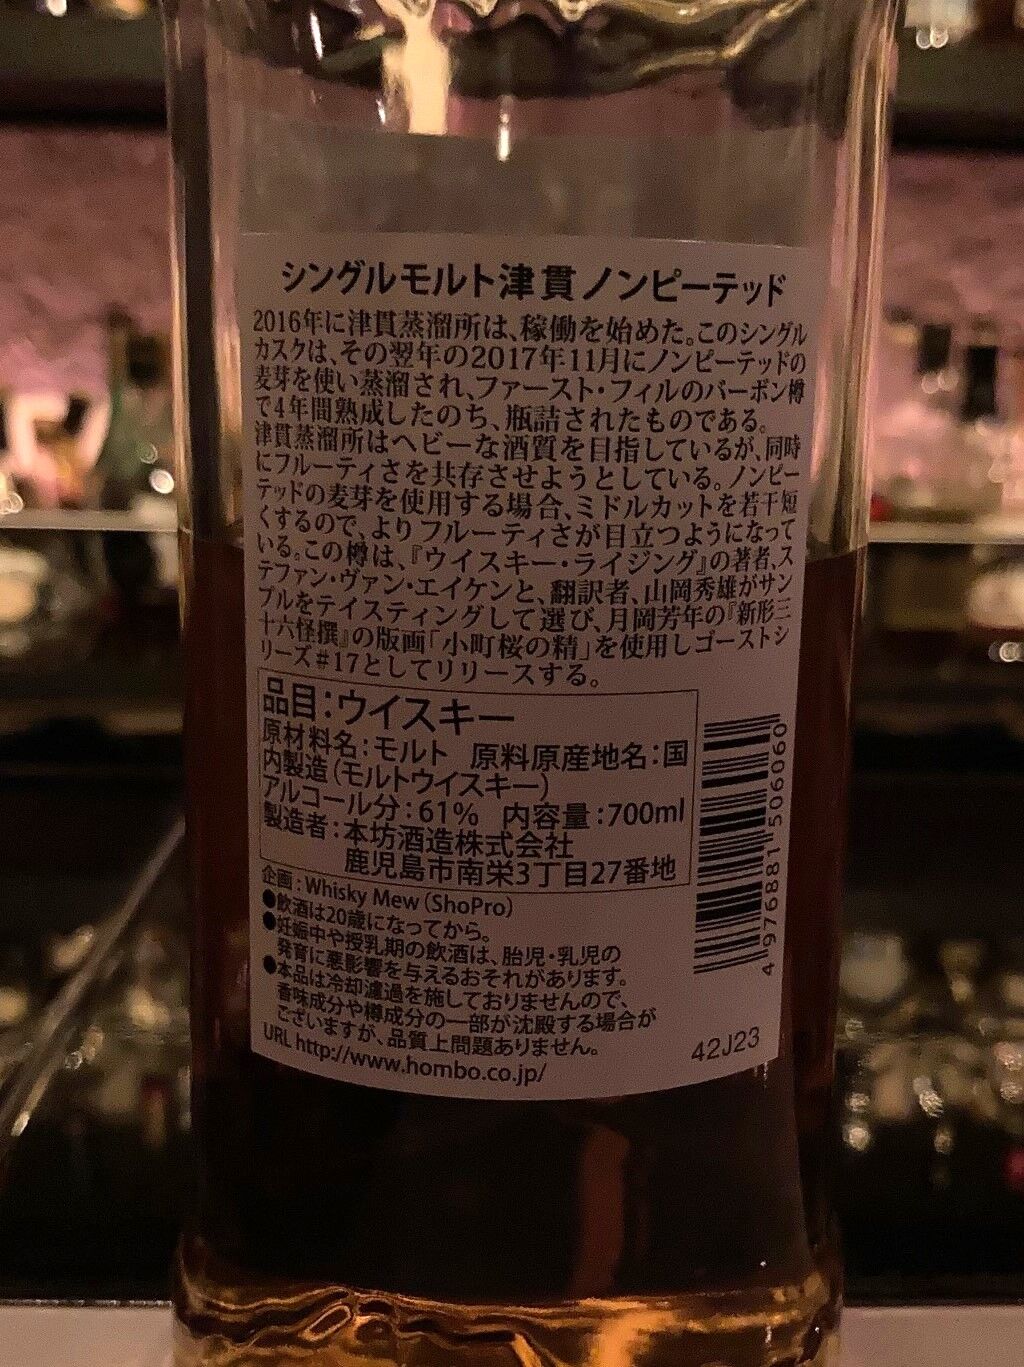 シングルモルト津貫ノンピーテッド
2016年に津貫蒸溜所は、稼働を始めた。このシングル
カスクは、その翌年の2017年11月にノンピーテッドの
麦芽を使い蒸溜され、ファースト・フィルのバーボン樽
で4年間熟成したのち、瓶詰されたものである。
津貫蒸溜所はヘビーな酒質を目指しているが、同時
にフルーティさを共存させようとしている。ノンピー
テッドの麦芽を使用する場合、ミドルカットを若干短
くするので、よりフルーティさが目立つようになって
いる。この樽は、『ウイスキー・ライジング』の著者、ス
テファン・ヴァン・エイケンと、翻訳者、山岡秀雄がサン
プルをテイスティングして選び、月岡芳年の『新形三
十六怪撰』の版画「小町桜の精」を使用しゴーストシ
リーズ#17としてリリースする。
品目：ウイスキー
原材料名：モルト 原料原産地名：国
内製造（モルトウイスキー）
アルコール分：61% 内容量：700ml
製造者：本坊酒造株式会社
鹿児島市南栄3丁目27番地
企画：Whisky Mew（ShoPro）
●飲酒は20歳になってから。
●妊娠中や授乳期の飲酒は、胎児・乳児の
発育に悪影響を与えるおそれがあります。
●本品は冷却濾過を施しておりませんので、
香味成分や樽成分の一部が沈殿する場合が
ございますが、品質上問題ありません。
URL http://www.hombo.co.jp/
42J23
4 976881 506060